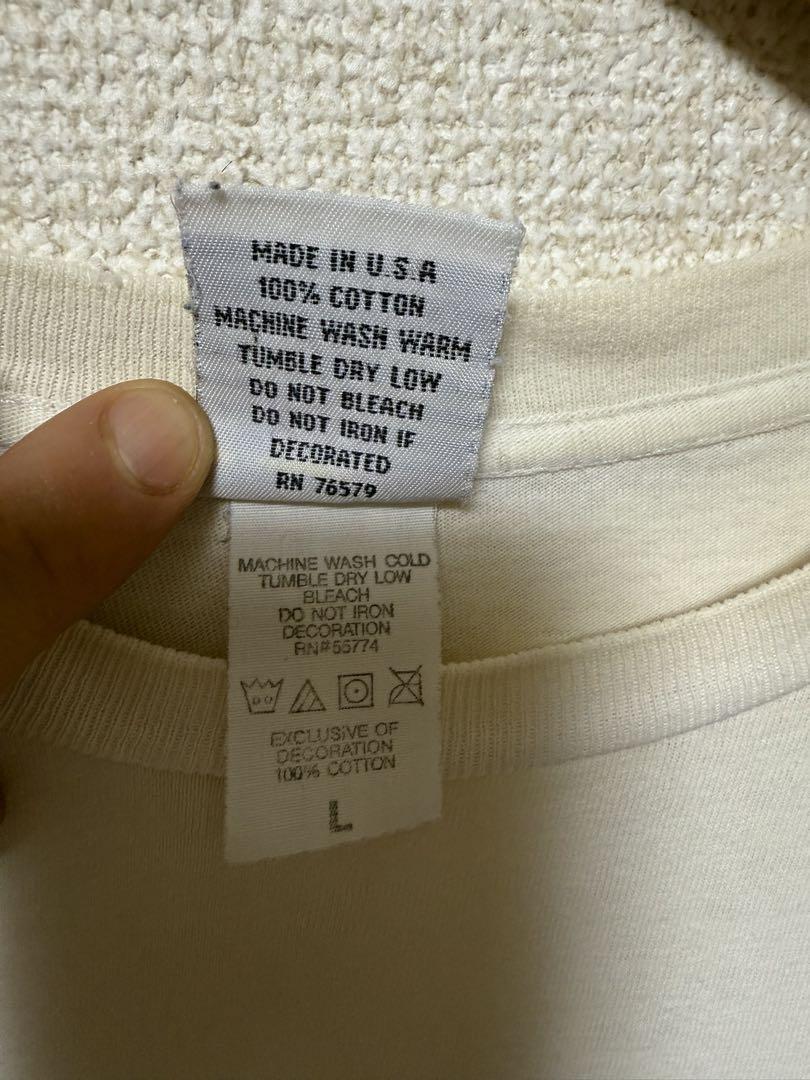 MADE IN U.S.A
100% COTTON
MACHINE WASH WARM
TUMBLE DRY LOW
DO NOT BLEACH
DO NOT IRON IF
DECORATED
RN 76579
MACHINE WASH COLD
TUMBLE DRY LOW
BLEACH
DO NOT IRON
DECORATION
RN#55774
EXCLUSIVE OF
DECORATION
100% COTTON
L